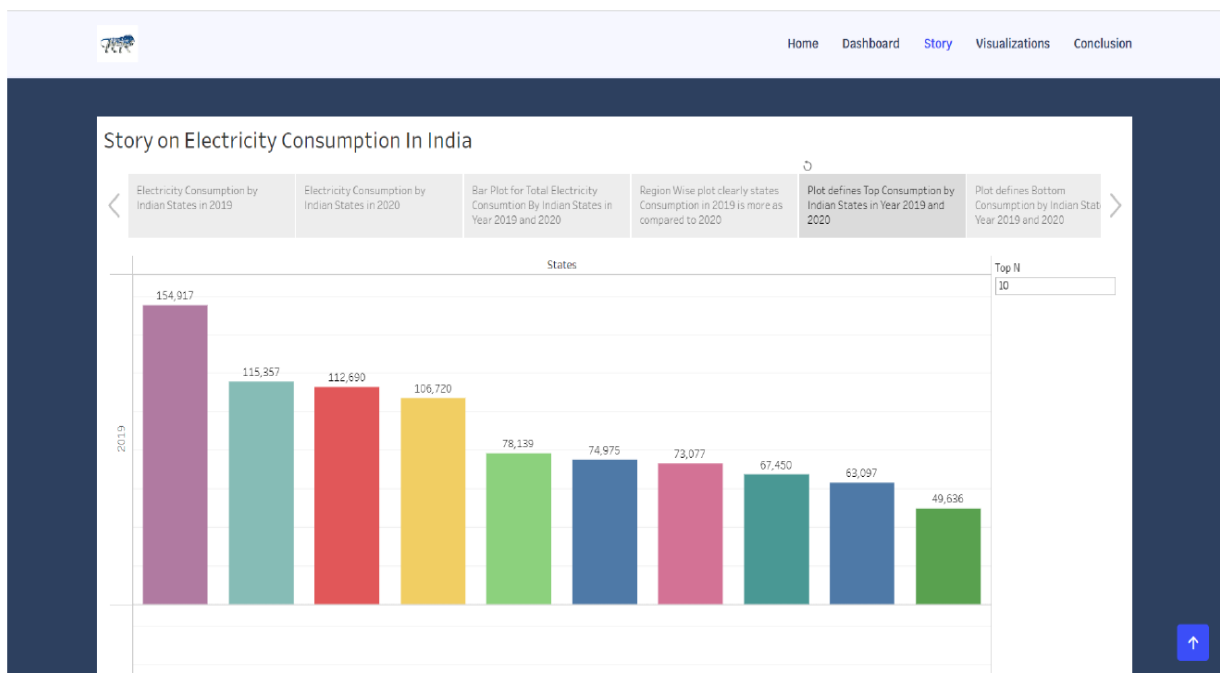 Home Dashboard Story Visualizations Conclusion
Story on Electricity Consumption In India
Electricity Consumption by
Indian States in 2019
Electricity Consumption by
Indian States in 2020
Bar Plot for Total Electricity
Consumtion By Indian States in
Year 2019 and 2020
Region Wise plot clearly states
Consumption in 2019 is more as
compared to 2020
Plot defines Top Consumption by
Indian States in Year 2019 and
2020
Plot defines Bottom
Consumption by Indian Stat
Year 2019 and 2020
States
Top N
10
154,917
115,357
112,690
106,720
78,139
74,975
73,077
67,450
63,097
49,636
2019